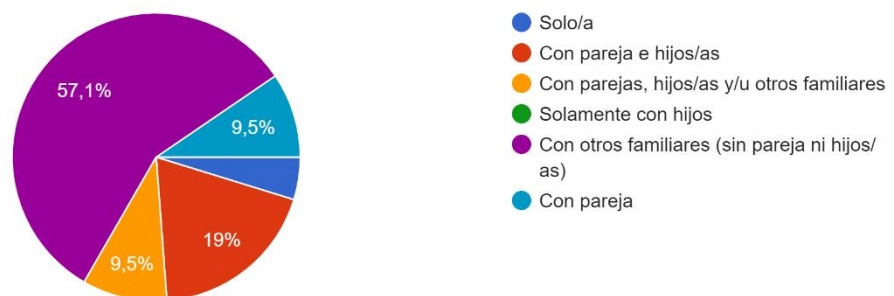 57,1%
9,5%
19%
9,5%
Solo/a
Con pareja e hijos/as
Con parejas, hijos/as y/u otros familiares
Solamente con hijos
Con otros familiares (sin pareja ni hijos/
as)
Con pareja